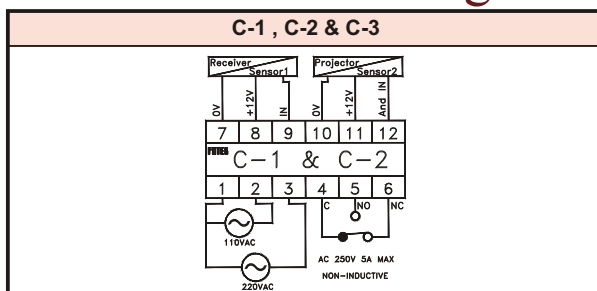 C-1 , C-2 & C-3
Receiver Projector
Sensor1 Sensor2
0V +12V IN 0V +12V And IN
7 8 9 10 11 12
C-1 & C-2
1 2 3 4 5 6
C NO NC
110VAC
AC 250V 5A MAX
NON-INDUCTIVE
220VAC